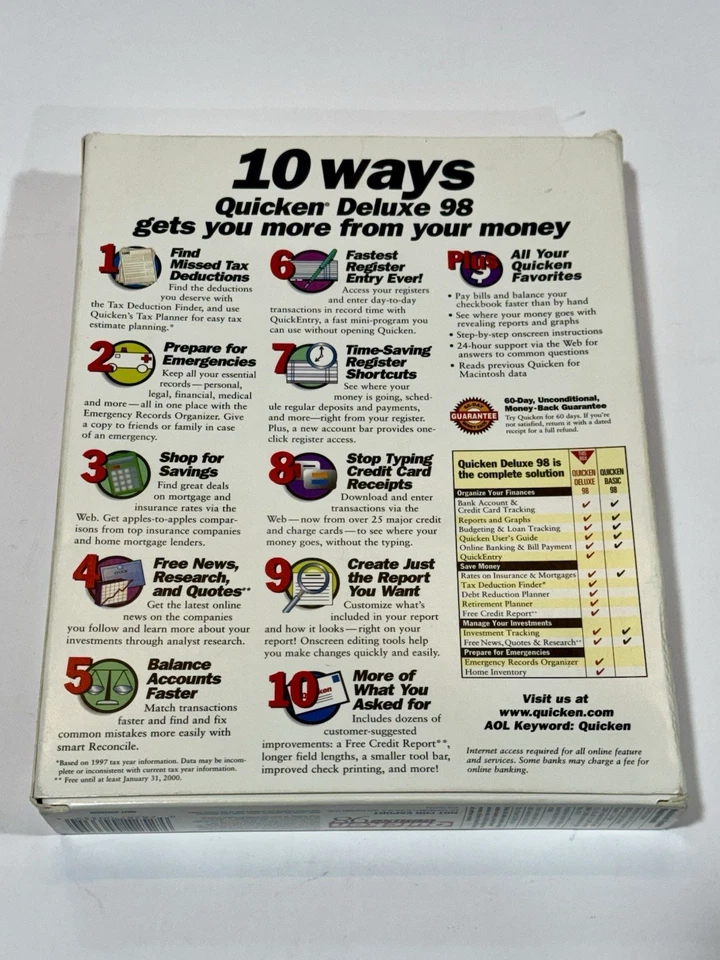 10 ways
Quicken® Deluxe 98
gets you more from your money
1
Find
Missed Tax
Deductions
Find the deductions
you deserve with
the Tax Deduction Finder, and use
Quicken's Tax Planner for easy tax
estimate planning.*
2
Prepare for
Emergencies
Keep all your essential
records — personal,
legal, financial, medical
and more — all in one place with the
Emergency Records Organizer. Give
a copy to friends or family in case
of an emergency.
3
Shop for
Savings
Find great deals
on mortgage and
insurance rates via the
Web. Get apples-to-apples compar-
isons from top insurance companies
and home mortgage lenders.
4
Free News,
Research,
and Quotes**
Get the latest online
news on the companies
you follow and learn more about your
investments through analyst research.
5
Balance
Accounts
Faster
Match transactions
faster and find and fix
common mistakes more easily with
smart Reconcile.
*Based on 1997 tax year information. Data may be incom-
plete or inconsistent with current tax year information.
** Free until at least January 31, 2000.
6
Fastest
Register
Entry Ever!
Access your registers
and enter day-to-day
transactions in record time with
QuickEntry, a fast mini-program you
can use without opening Quicken.
7
Time-Saving
Register
Shortcuts
See where your
money is going, sched-
ule regular deposits and payments,
and more—right from your register.
Plus, a new account bar provides one-
click register access.
8
Stop Typing
Credit Card
Receipts
Download and enter
transactions via the
Web — now from over 25 major credit
and charge cards — to see where your
money goes, without the typing.
9
Create Just
the Report
You Want
Customize what's
included in your report
and how it looks — right on your
report! Onscreen editing tools help
you make changes quickly and easily.
10
More of
What You
Asked for
Includes dozens of
customer-suggested
improvements: a Free Credit Report**,
longer field lengths, a smaller tool bar,
improved check printing, and more!
Plus
$
All Your
Quicken
Favorites
• Pay bills and balance your
checkbook faster than by hand
• See where your money goes with
revealing reports and graphs
• Step-by-step onscreen instructions
• 24-hour support via the Web for
answers to common questions
• Reads previous Quicken for
Macintosh data
GUARANTEE
60-Day, Unconditional,
Money-Back Guarantee
Try Quicken for 60 days. If you're
not satisfied, return it with a dated
receipt for a full refund.
Quicken Deluxe 98 is
the complete solution
QUICKEN DELUXE 98
QUICKEN BASIC 98
Organize Your Finances
Bank Account &
Credit Card Tracking ✔ ✔
Reports and Graphs ✔ ✔
Budgeting & Loan Tracking ✔ ✔
Quicken User's Guide ✔ ✔
Online Banking & Bill Payment ✔ ✔
QuickEntry ✔
Save Money
Rates on Insurance & Mortgages ✔ ✔
Tax Deduction Finder* ✔
Debt Reduction Planner ✔
Retirement Planner ✔
Free Credit Report** ✔
Manage Your Investments
Investment Tracking ✔ ✔
Free News, Quotes & Research** ✔ ✔
Prepare for Emergencies
Emergency Records Organizer ✔
Home Inventory ✔
Visit us at
www.quicken.com
AOL Keyword: Quicken
Internet access required for all online feature
and services. Some banks may charge a fee for
online banking.